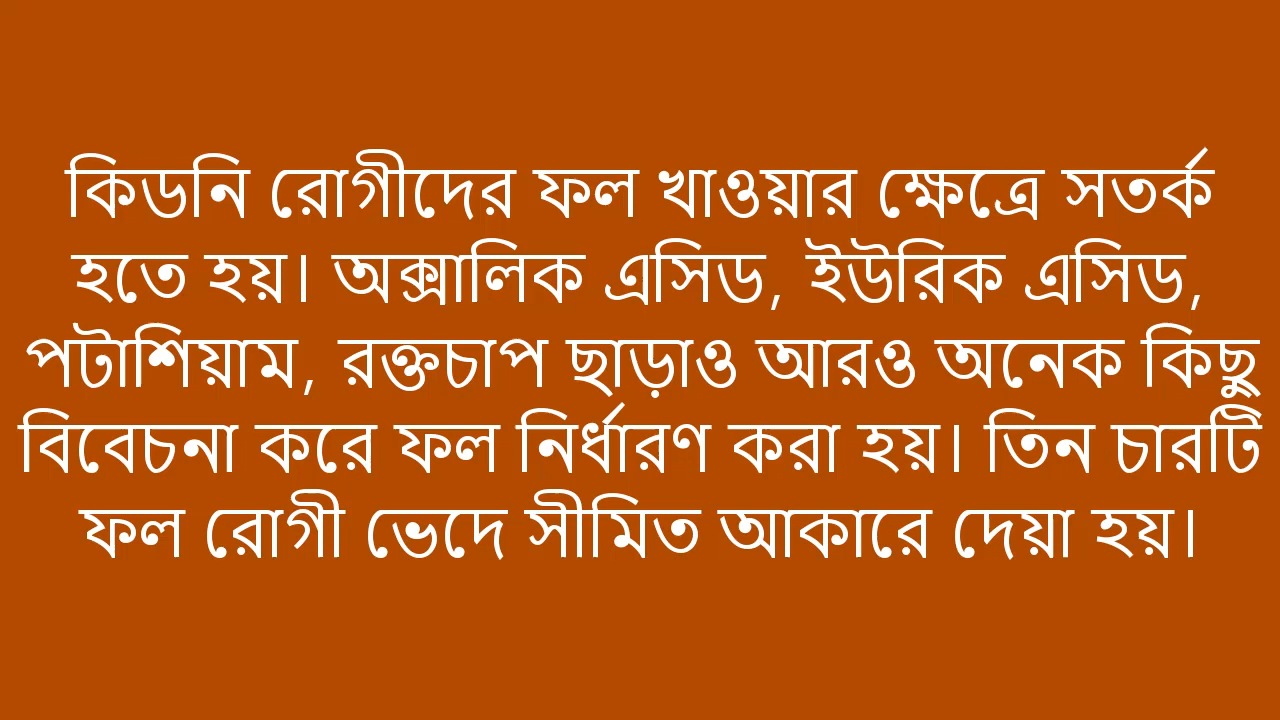 কিডনি রোগীদের ফল খাওয়ার ক্ষেত্রে সতর্ক
হতে হয়। অক্সালিক এসিড, ইউরিক এসিড,
পটাশিয়াম, রক্তচাপ ছাড়াও আরও অনেক কিছু
বিবেচনা করে ফল নির্ধারণ করা হয়। তিন চারটি
ফল রোগী ভেদে সীমিত আকারে দেয়া হয়।